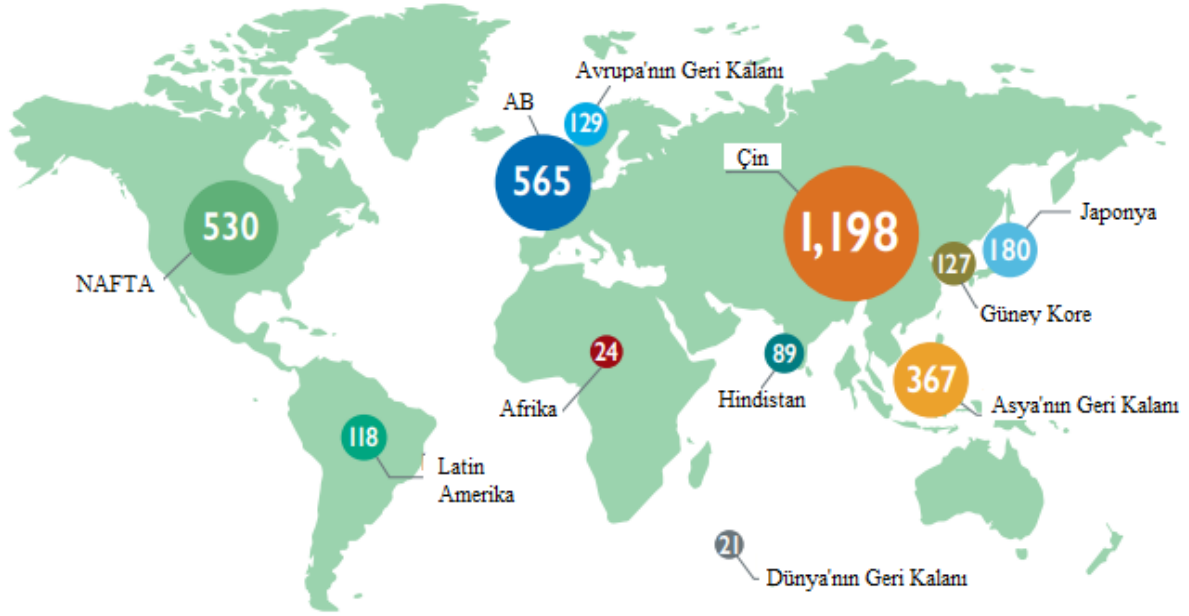 Avrupa'nın Geri Kalanı
AB
129
Çin
565
530
1,198
Japonya
180
127
NAFTA
Güney Kore
24
89
367
Afrika
Hindistan
Asya'nın Geri Kalanı
118
Latin
Amerika
21
Dünya'nın Geri Kalanı